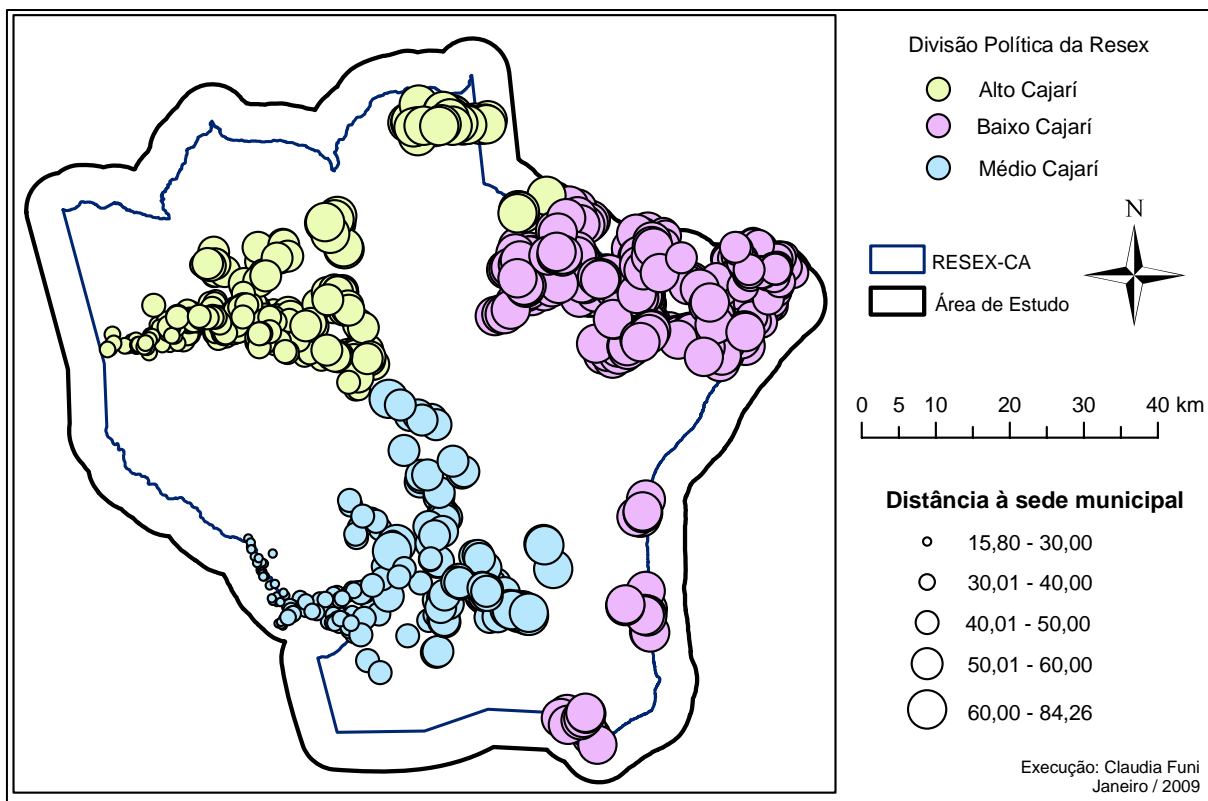 Divisão Política da Resex
Alto Cajarí
Baixo Cajarí
Médio Cajarí
N
RESEX-CA
Área de Estudo
0 5 10 20 30 40 km
Distância à sede municipal
15,80 - 30,00
30,01 - 40,00
40,01 - 50,00
50,01 - 60,00
60,00 - 84,26
Execução: Claudia Funi
Janeiro / 2009